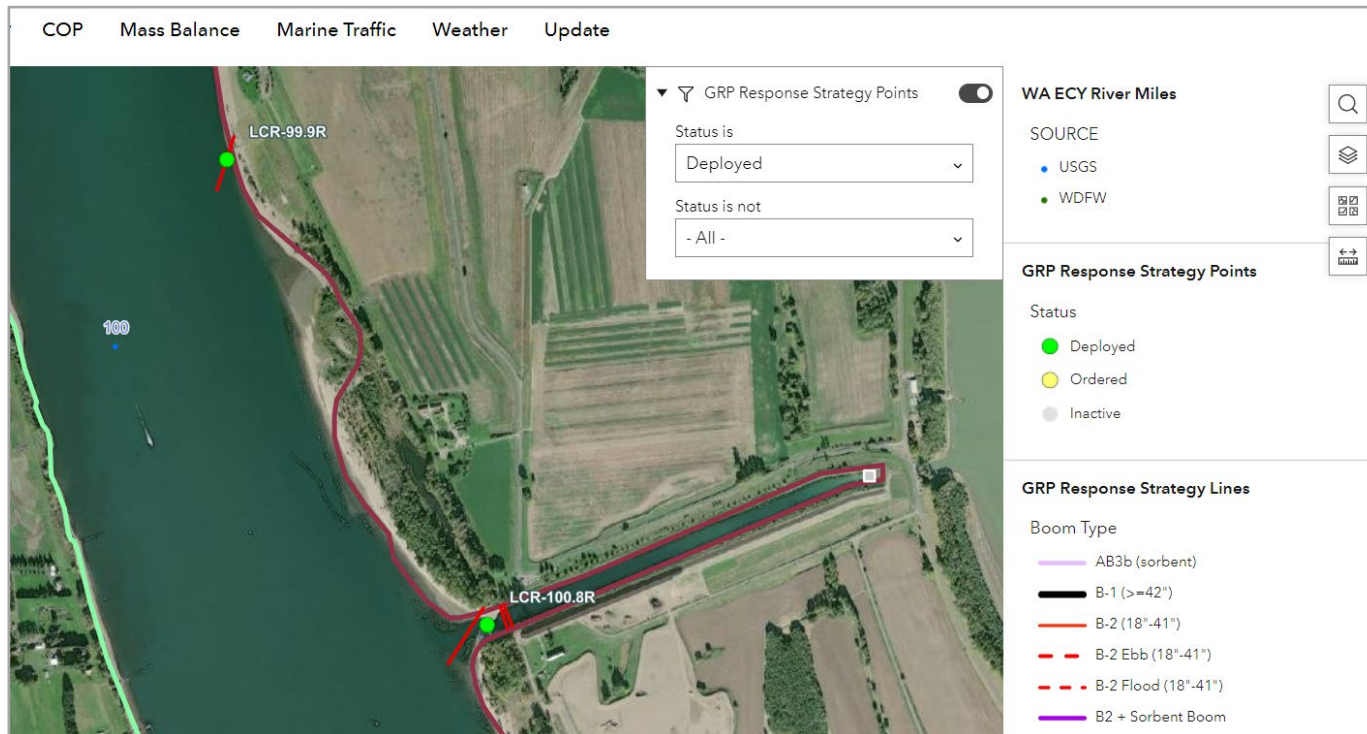 COP Mass Balance Marine Traffic Weather Update
LCR-99.9R
100
LCR-100.8R
GRP Response Strategy Points
Status is
Deployed
Status is not
- All -
WA ECY River Miles
SOURCE
USGS
WDFW
GRP Response Strategy Points
Status
Deployed
Ordered
Inactive
GRP Response Strategy Lines
Boom Type
AB3b (sorbent)
B-1 (>=42")
B-2 (18"-41")
B-2 Ebb (18"-41")
B-2 Flood (18"-41")
B2 + Sorbent Boom